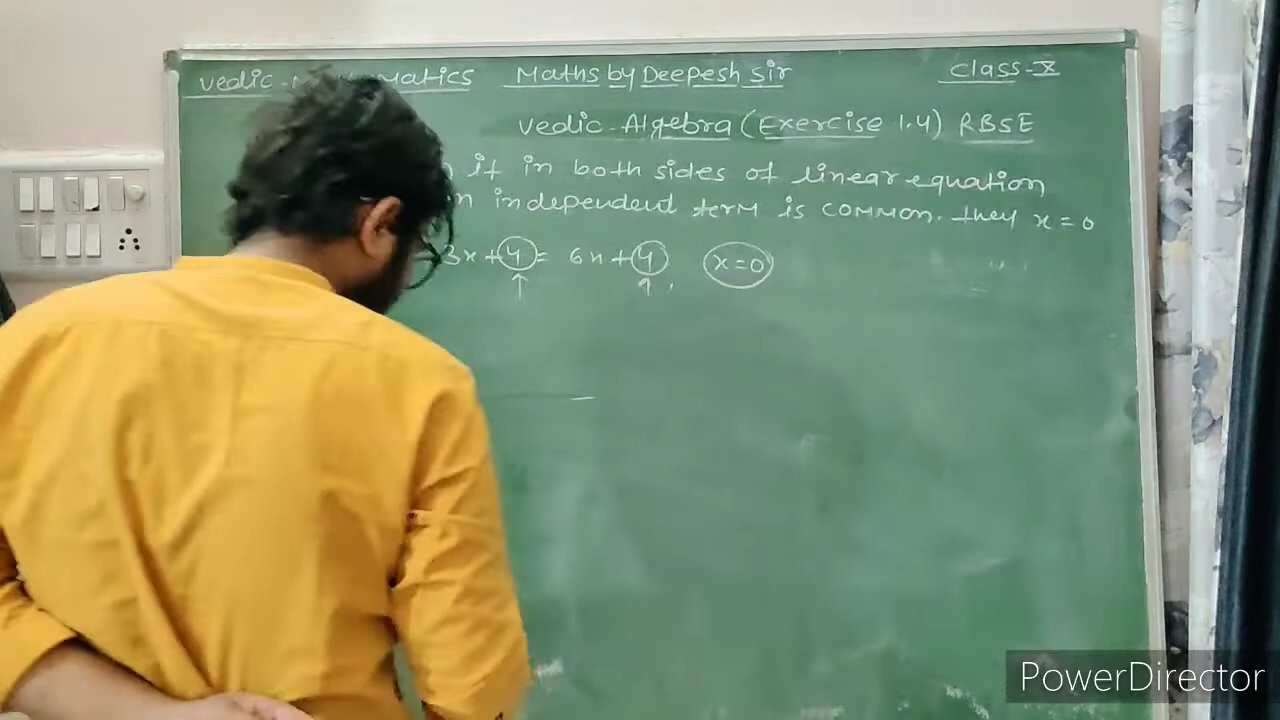 vedic Maths by Deepesh sir class-X
vedic Algebra (Exercise 1.4) RBSE
if in both sides of linear equation
independent term is common. they x = 0
3x + 4 = 6x + 4 x = 0
PowerDirector